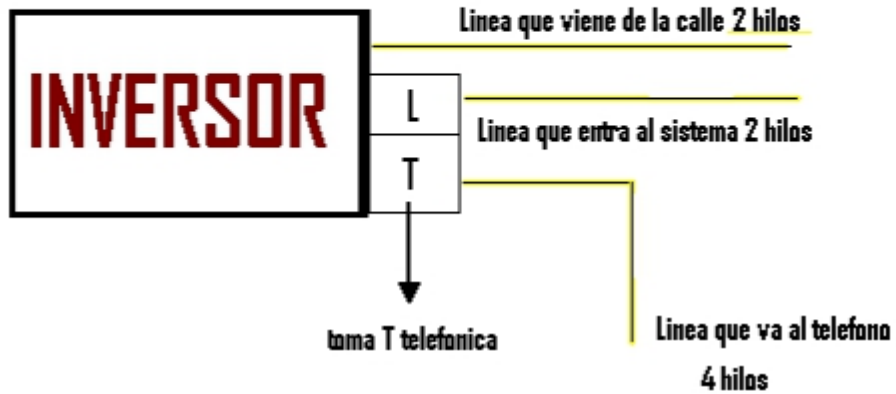 Linea que viene de la calle 2 hilos
INVERSOR
L
Linea que entra al sistema 2 hilos
T
toma T telefonica
Linea que va al telefono
4 hilos